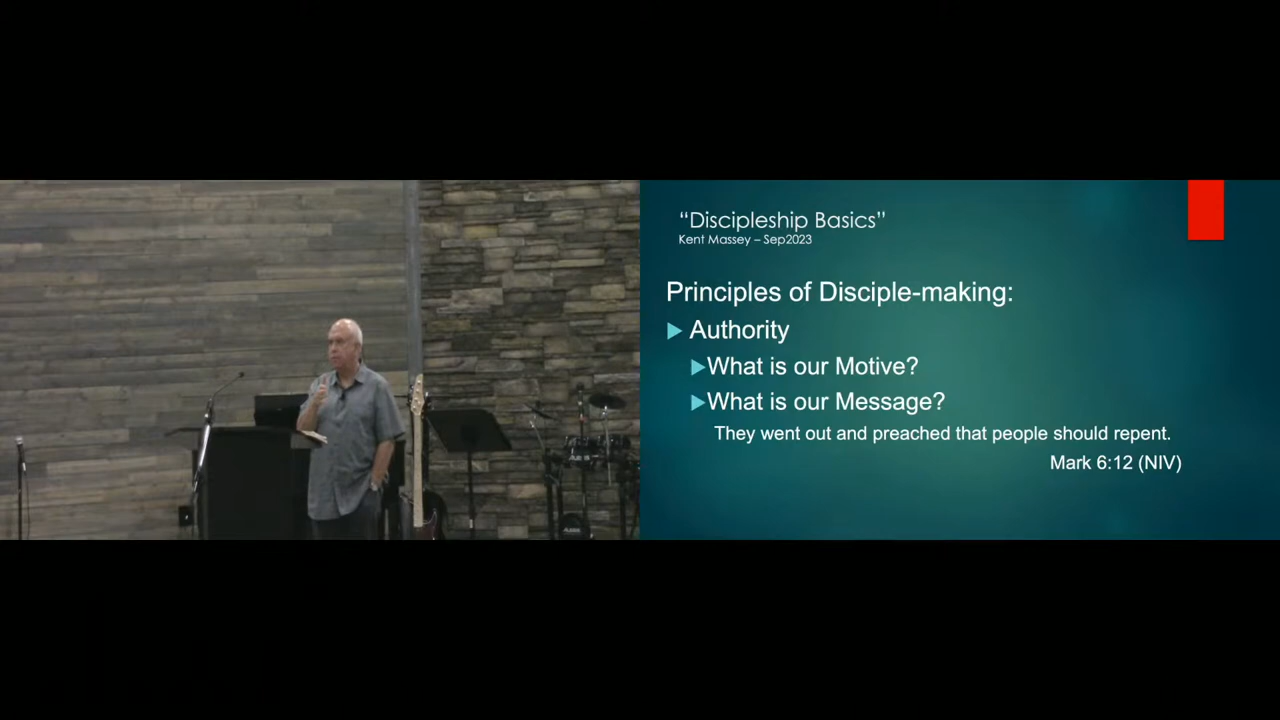 “Discipleship Basics”
Kent Massey – Sep2023
Principles of Disciple-making:
Authority
What is our Motive?
What is our Message?
They went out and preached that people should repent.
Mark 6:12 (NIV)